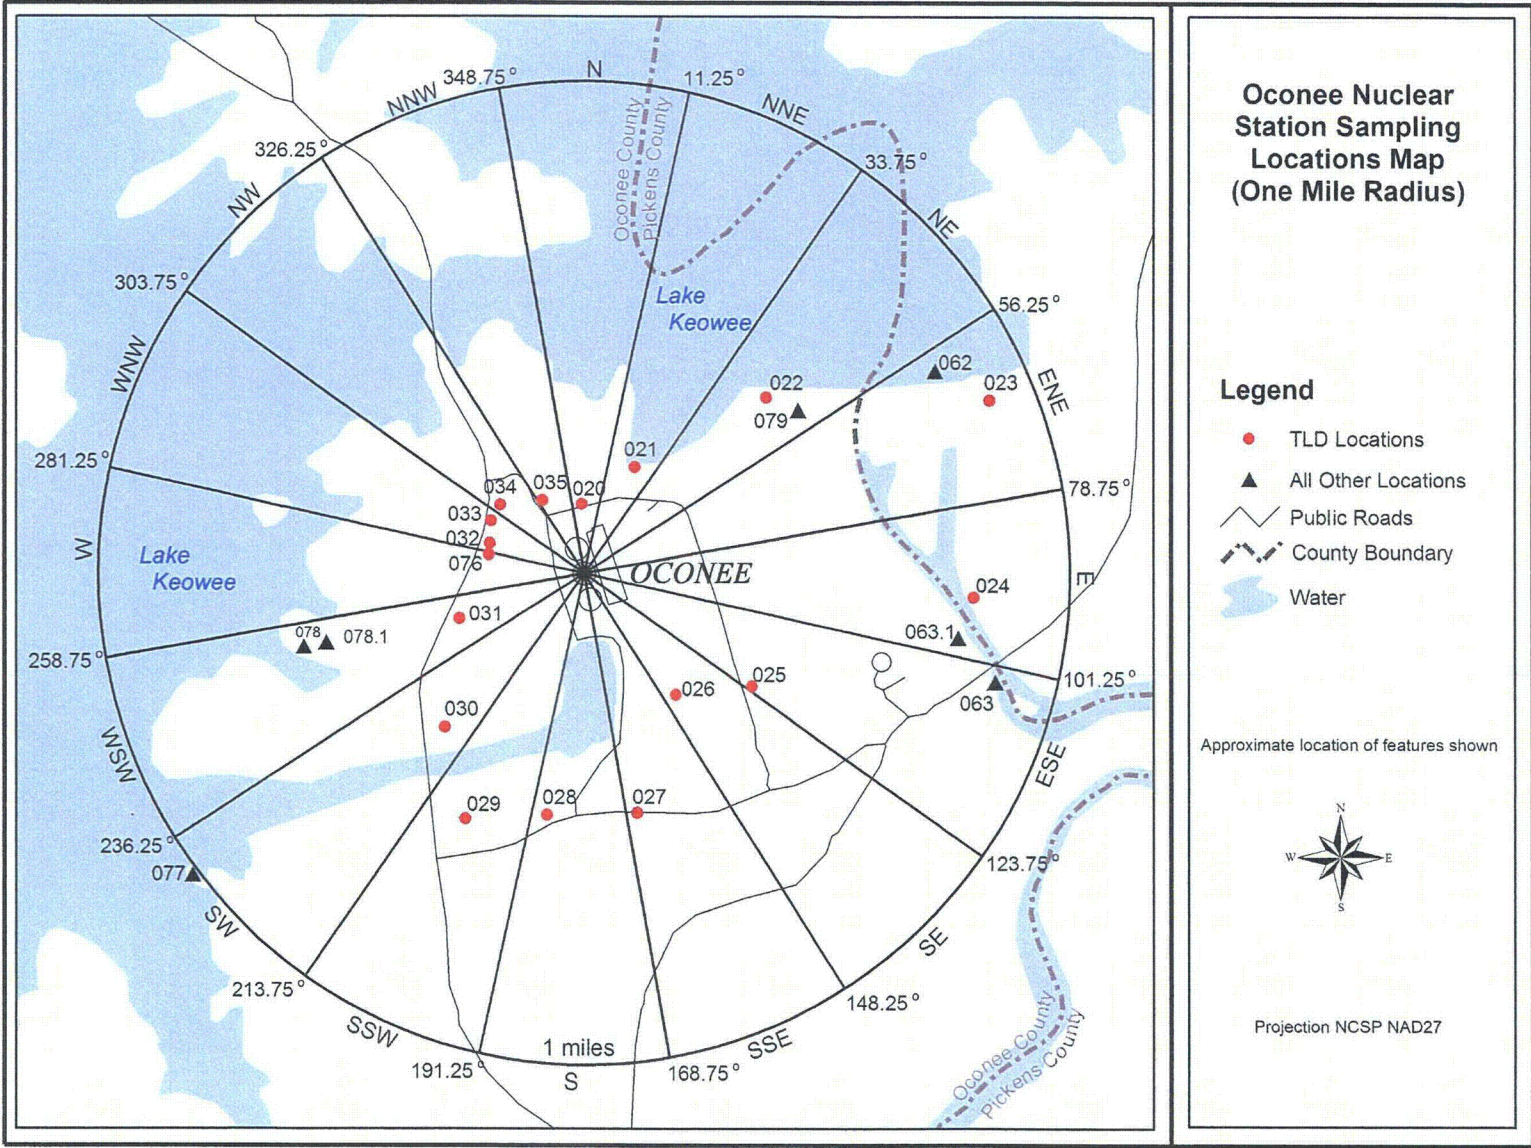 N
348.75°
11.25°
NNW
NNE
326.25°
33.75°
Oconee County
Pickens County
NW
NE
303.75°
56.25°
Lake
Keowee
WNW
ENE
062
022
023
079
021
281.25°
78.75°
034
035
020
033
032
076
W
Lake
Keowee
OCONEE
E
024
031
078
078.1
063.1
258.75°
101.25°
025
026
063
030
WSW
ESE
029
028
027
236.25°
123.75°
077
SW
SE
213.75°
148.25°
SSW
SSE
1 miles
191.25°
S
168.75°
Oconee County
Pickens County
Oconee Nuclear
Station Sampling
Locations Map
(One Mile Radius)
Legend
TLD Locations
All Other Locations
Public Roads
County Boundary
Water
Approximate location of features shown
N
W
E
S
Projection NCSP NAD27